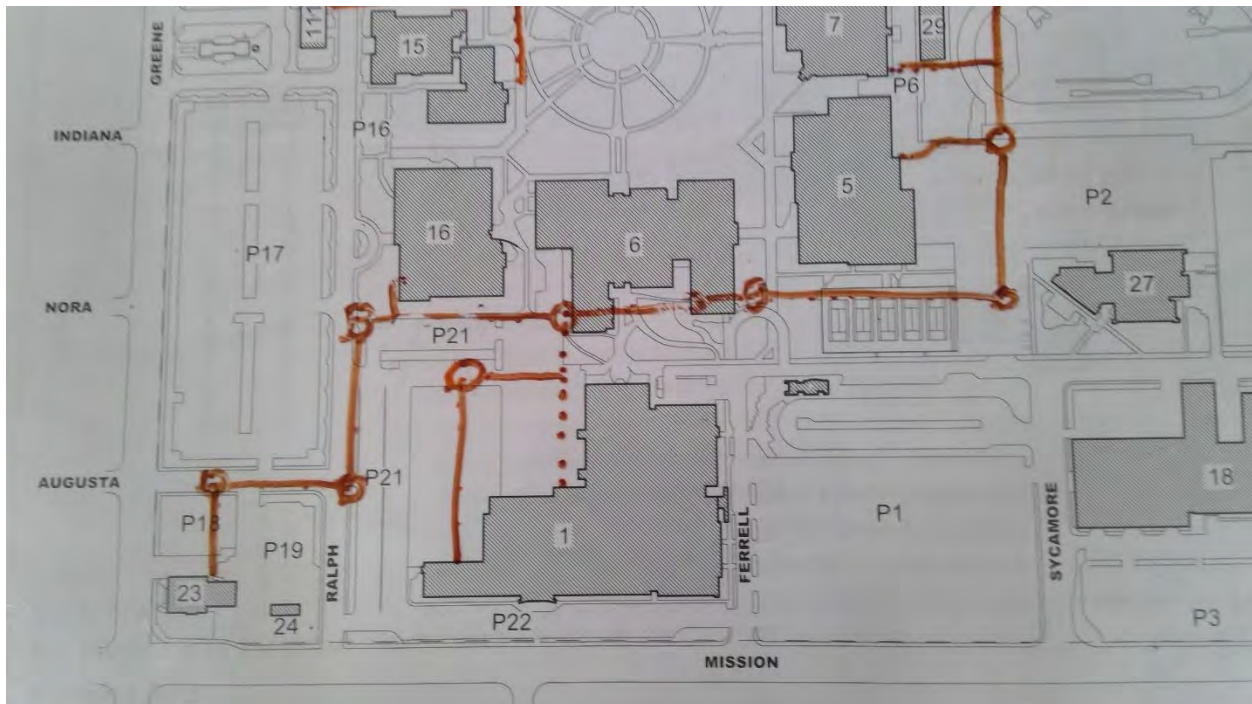 GREENE
111
15
7
29
P6
INDIANA
P16
5
P2
16
6
P17
27
NORA
P21
AUGUSTA
P21
18
P18
P19
1
P1
RALPH
FERRELL
SYCAMORE
23
24
P22
P3
MISSION